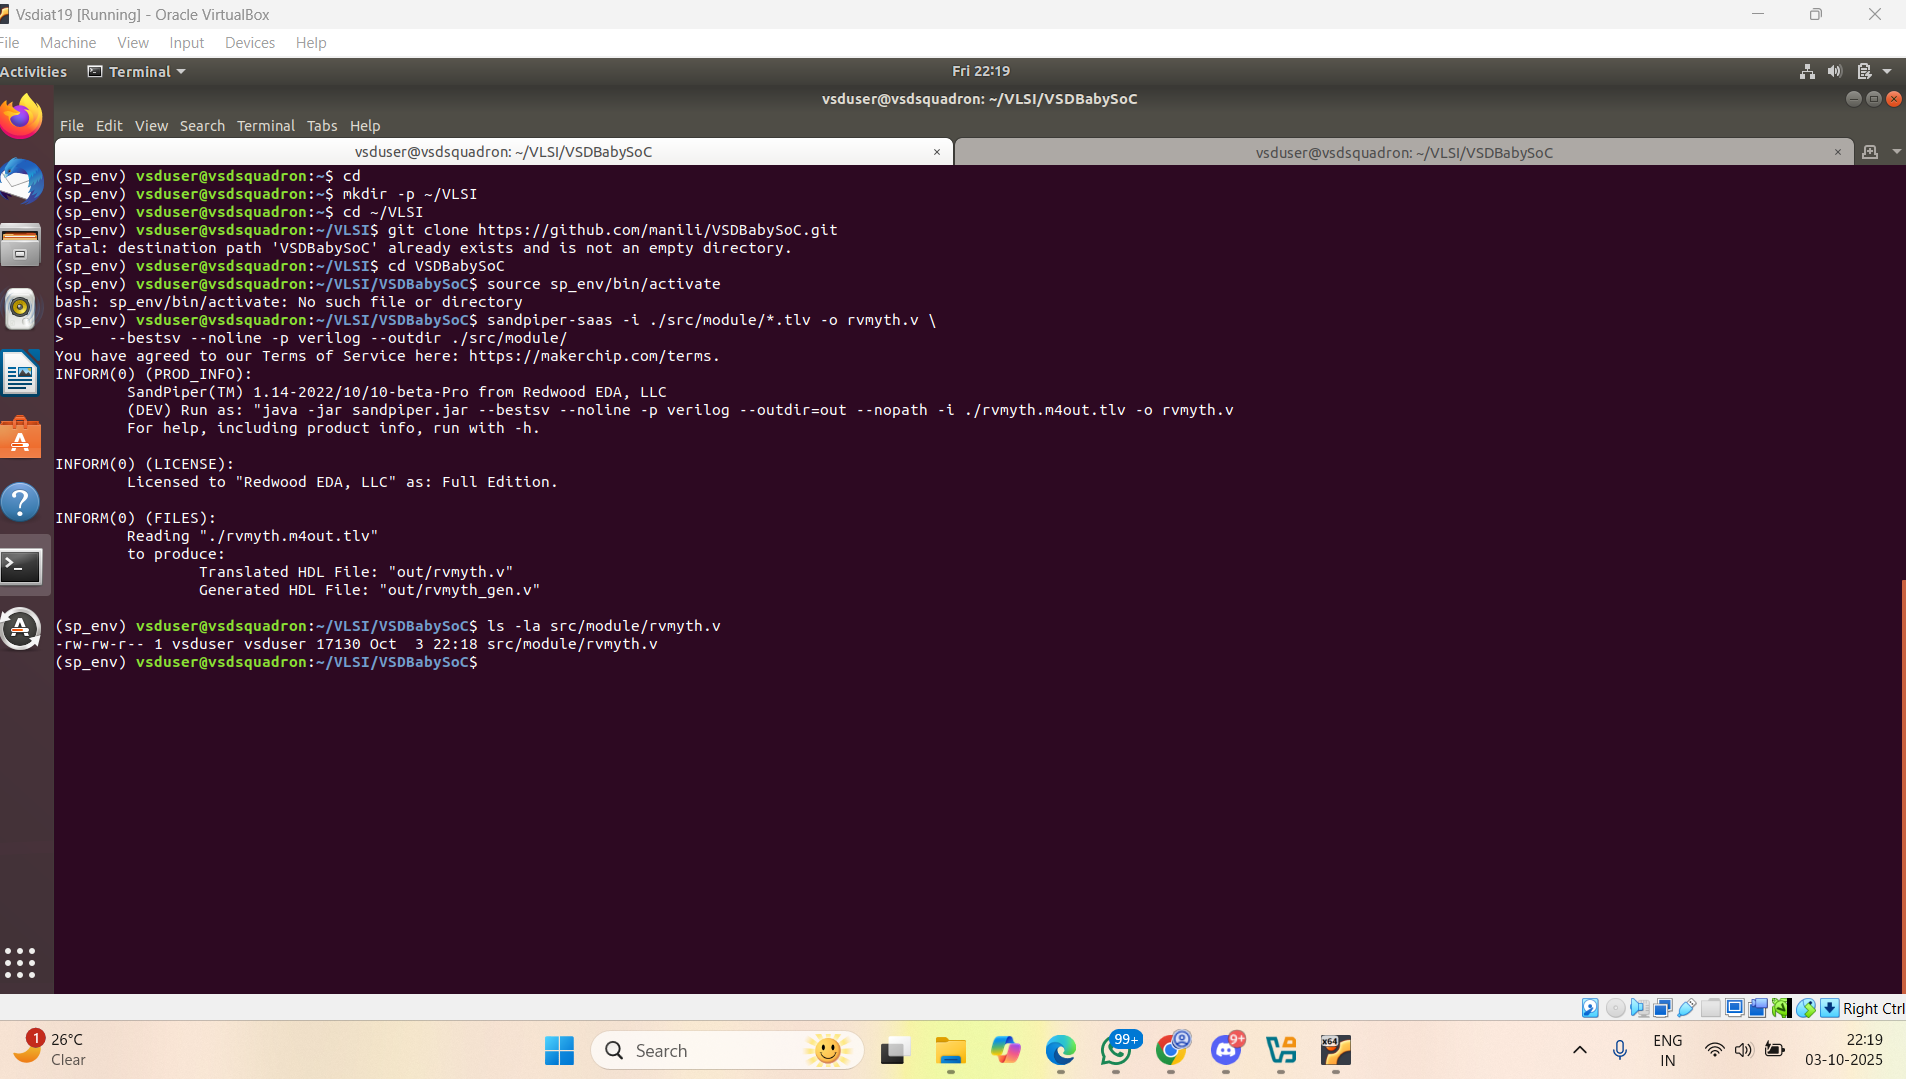 Vsdiat19 [Running] - Oracle VirtualBox
File Machine View Input Devices Help
Activities Terminal Fri 22:19
vsduser@vsdsquadron: ~/VLSI/VSDBabySoC
File Edit View Search Terminal Tabs Help
vsduser@vsdsquadron: ~/VLSI/VSDBabySoC × vsduser@vsdsquadron: ~/VLSI/VSDBabySoC ×
(sp_env) vsduser@vsdsquadron:~$ cd
(sp_env) vsduser@vsdsquadron:~$ mkdir -p ~/VLSI
(sp_env) vsduser@vsdsquadron:~$ cd ~/VLSI
(sp_env) vsduser@vsdsquadron:~/VLSI$ git clone https://github.com/manili/VSDBabySoC.git
fatal: destination path 'VSDBabySoC' already exists and is not an empty directory.
(sp_env) vsduser@vsdsquadron:~/VLSI$ cd VSDBabySoC
(sp_env) vsduser@vsdsquadron:~/VLSI/VSDBabySoC$ source sp_env/bin/activate
bash: sp_env/bin/activate: No such file or directory
(sp_env) vsduser@vsdsquadron:~/VLSI/VSDBabySoC$ sandpiper-saas -i ./src/module/*.tlv -o rvmyth.v \
>     --bestsv --noline -p verilog --outdir ./src/module/
You have agreed to our Terms of Service here: https://makerchip.com/terms.
INFORM(0) (PROD_INFO):
SandPiper(TM) 1.14-2022/10/10-beta-Pro from Redwood EDA, LLC
(DEV) Run as: "java -jar sandpiper.jar --bestsv --noline -p verilog --outdir=out --nopath -i ./rvmyth.m4out.tlv -o rvmyth.v
For help, including product info, run with -h.
INFORM(0) (LICENSE):
Licensed to "Redwood EDA, LLC" as: Full Edition.
INFORM(0) (FILES):
Reading "./rvmyth.m4out.tlv"
to produce:
Translated HDL File: "out/rvmyth.v"
Generated HDL File: "out/rvmyth_gen.v"
(sp_env) vsduser@vsdsquadron:~/VLSI/VSDBabySoC$ ls -la src/module/rvmyth.v
-rw-rw-r-- 1 vsduser vsduser 17130 Oct  3 22:18 src/module/rvmyth.v
(sp_env) vsduser@vsdsquadron:~/VLSI/VSDBabySoC$
Right Ctrl
1 26°C
Clear
Search
99+
9+
x64
ENG
IN
22:19
03-10-2025